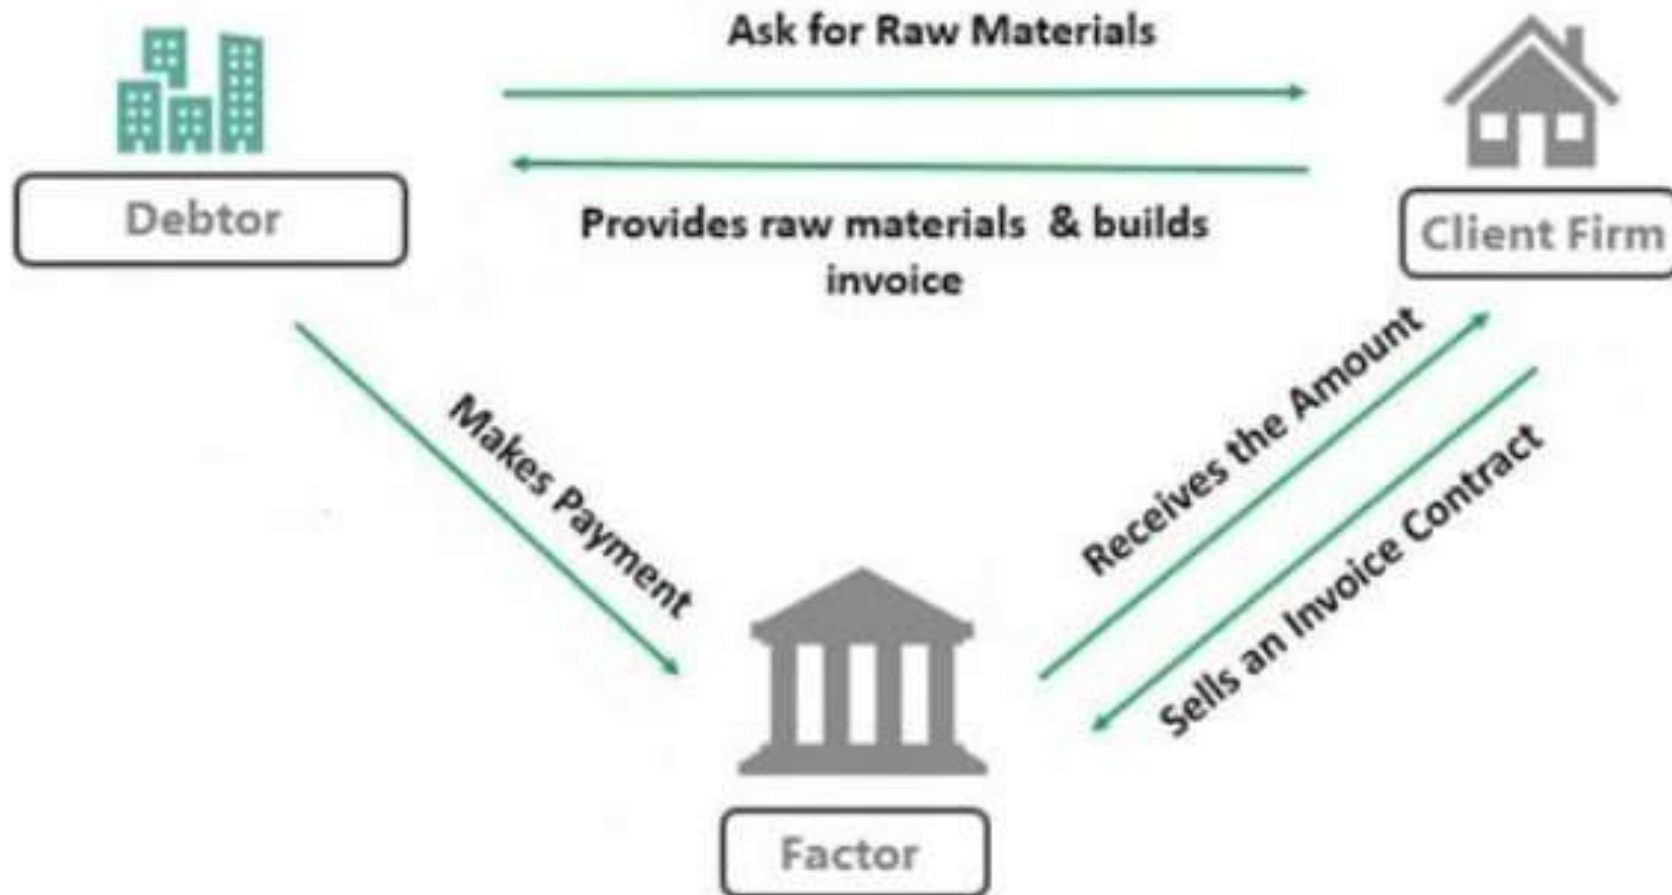 Ask for Raw Materials
Debtor
Provides raw materials & builds
invoice
Client Firm
Makes Payment
Receives the Amount
Sells an Invoice Contract
Factor